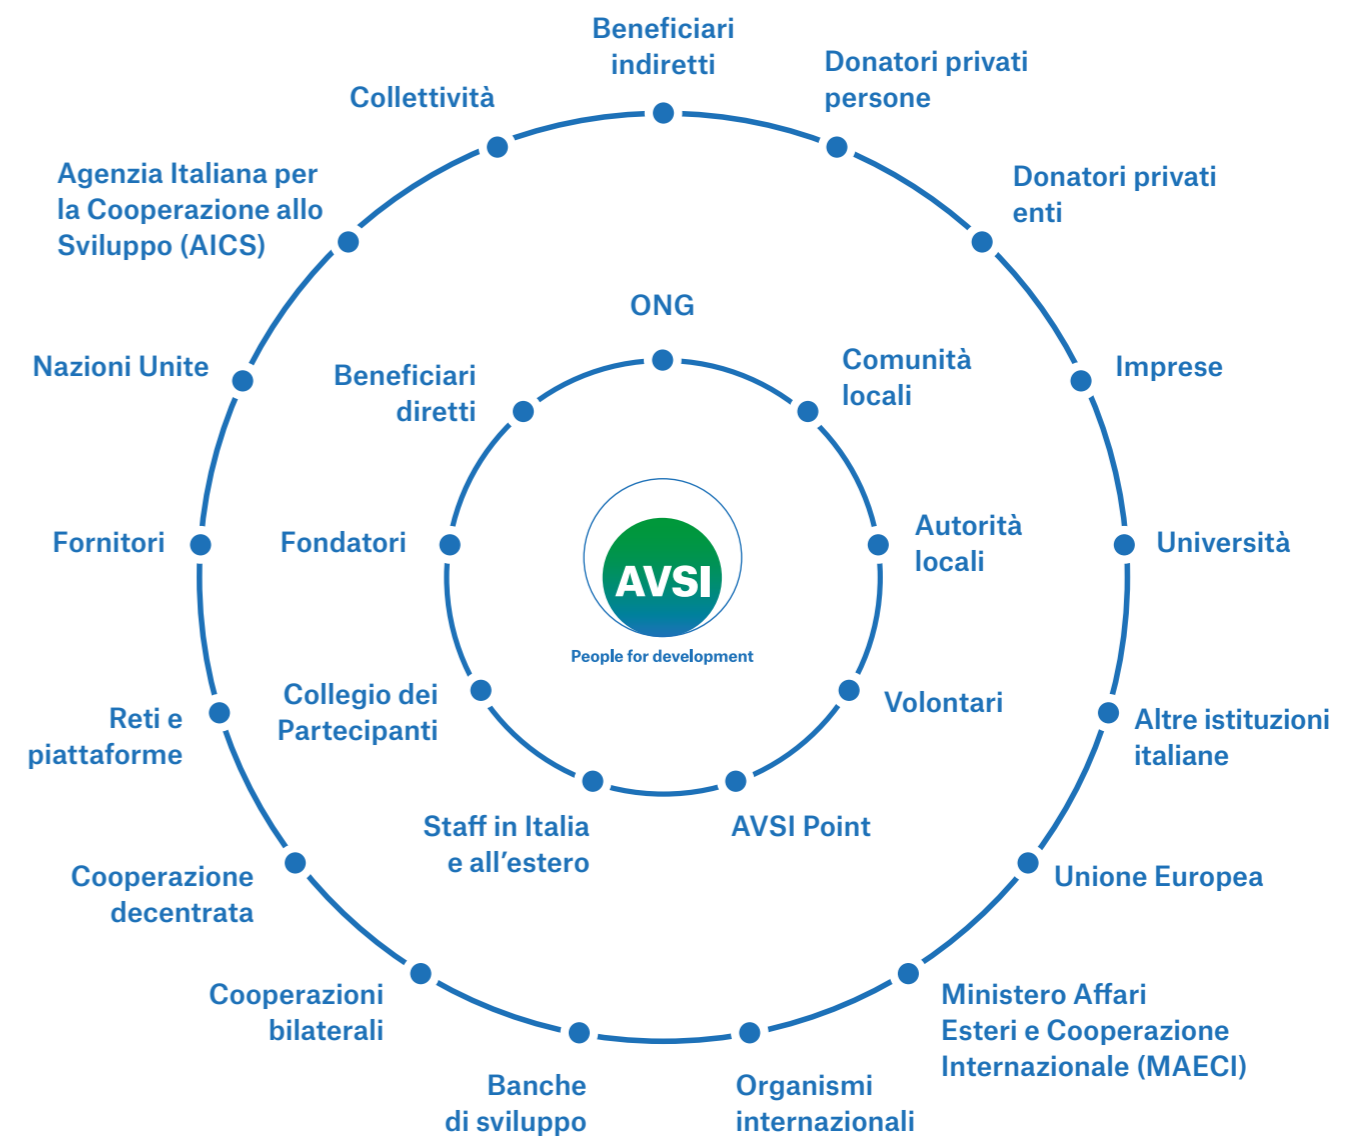 Beneficiari
indiretti
Donatori privati
persone
Collettività
Agenzia Italiana per
la Cooperazione allo
Sviluppo (AICS)
Donatori privati
enti
ONG
Nazioni Unite
Beneficiari
diretti
Comunità
locali
Imprese
Fornitori
Fondatori
Autorità
locali
Università
AVSI
People for development
Reti e
piattaforme
Collegio dei
Partecipanti
Volontari
Altre istituzioni
italiane
Staff in Italia
e all’estero
AVSI Point
Cooperazione
decentrata
Unione Europea
Cooperazioni
bilaterali
Ministero Affari
Esteri e Cooperazione
Internazionale (MAECI)
Banche
di sviluppo
Organismi
internazionali